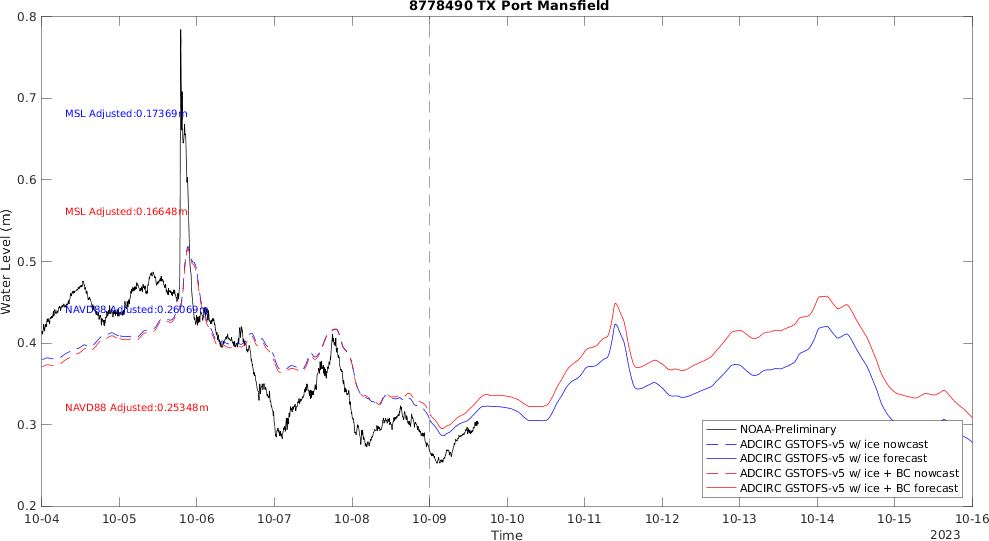 8778490 TX Port Mansfield
0.8
0.7
0.6
0.5
0.4
0.3
0.2
Water Level (m)
MSL Adjusted:0.17369m
MSL Adjusted:0.16648m
NAVD88 Adjusted:0.26069m
NAVD88 Adjusted:0.25348m
NOAA-Preliminary
ADCIRC GSTOFS-v5 w/ ice nowcast
ADCIRC GSTOFS-v5 w/ ice forecast
ADCIRC GSTOFS-v5 w/ ice + BC nowcast
ADCIRC GSTOFS-v5 w/ ice + BC forecast
10-04 10-05 10-06 10-07 10-08 10-09 10-10 10-11 10-12 10-13 10-14 10-15 10-16
Time
2023